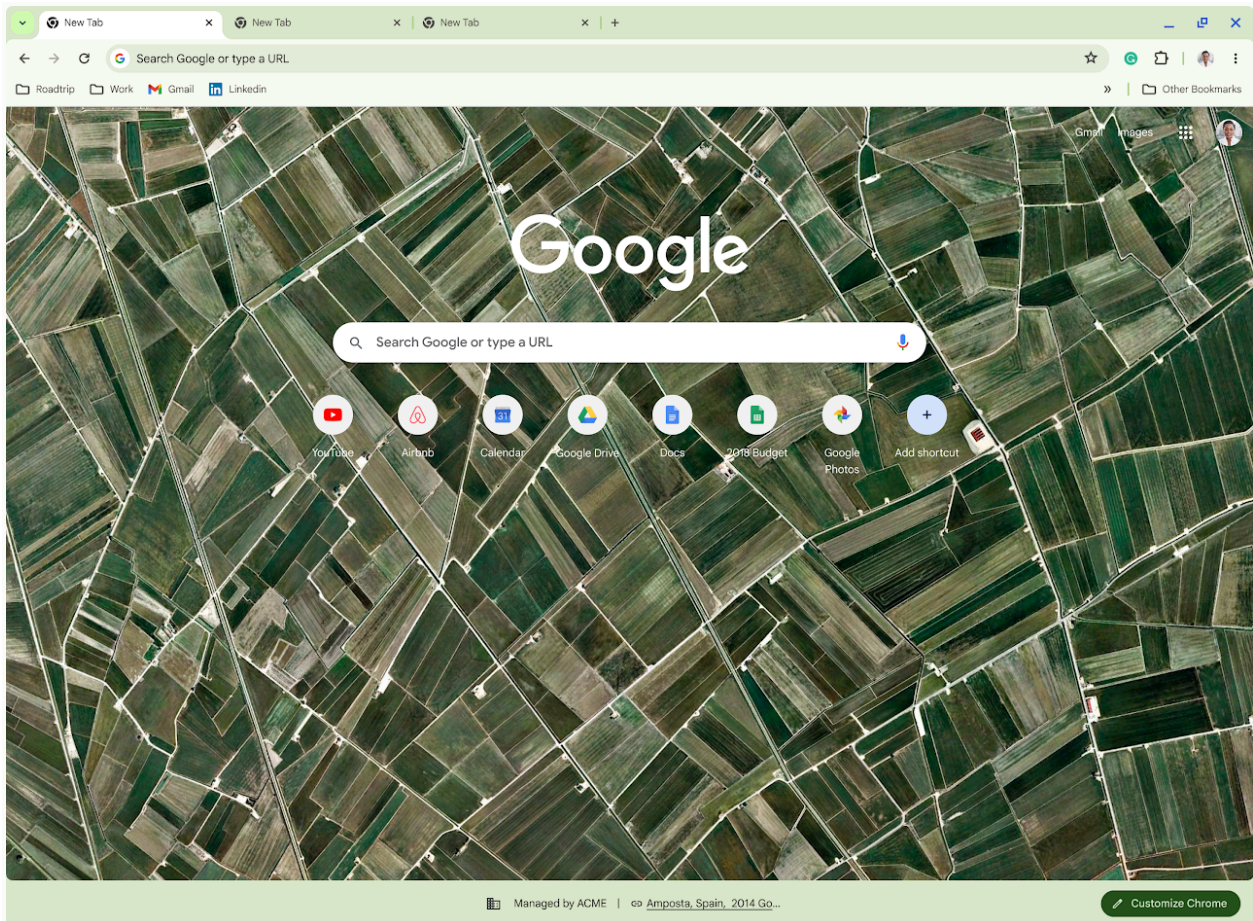 New Tab
New Tab
New Tab
Search Google or type a URL
Roadtrip Work Gmail Linkedin Other Bookmarks
Gmail Images
Google
Search Google or type a URL
31
YouTube Airbnb Calendar Google Drive Docs 2018 Budget Google Photos Add shortcut
Managed by ACME | Amposta, Spain, 2014 Go...
Customize Chrome